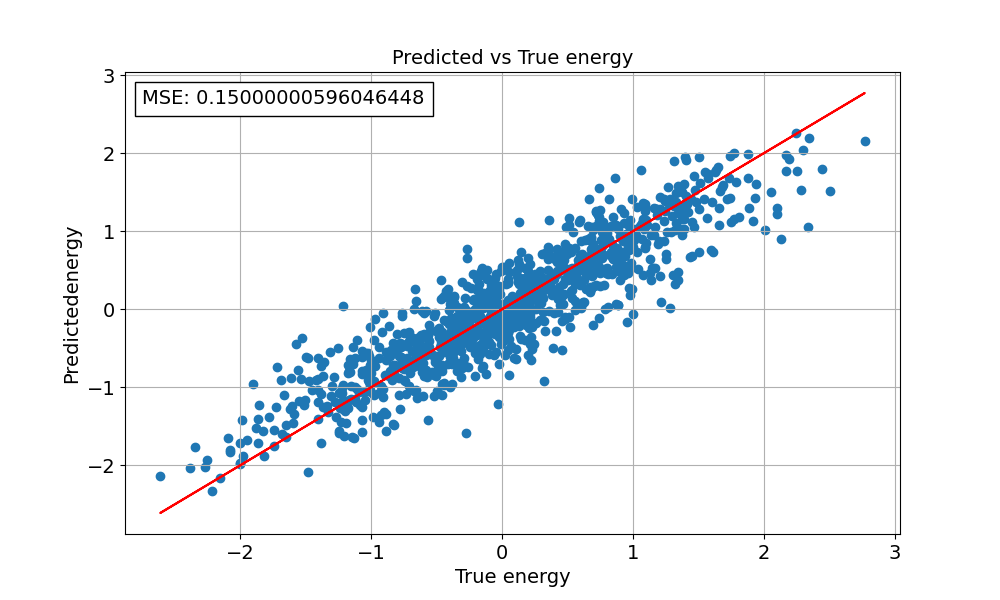 Predicted vs True energy
MSE: 0.15000000596046448
3
2
1
0
−1
−2
Predictedenergy
−2 −1 0 1 2 3
True energy